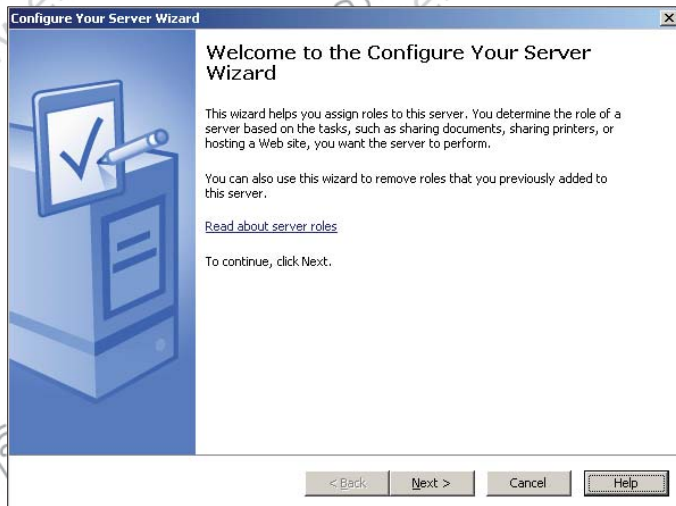 Configure Your Server Wizard
Welcome to the Configure Your Server
Wizard
This wizard helps you assign roles to this server. You determine the role of a
server based on the tasks, such as sharing documents, sharing printers, or
hosting a Web site, you want the server to perform.
You can also use this wizard to remove roles that you previously added to
this server.
Read about server roles
To continue, click Next.
< Back
Next >
Cancel
Help